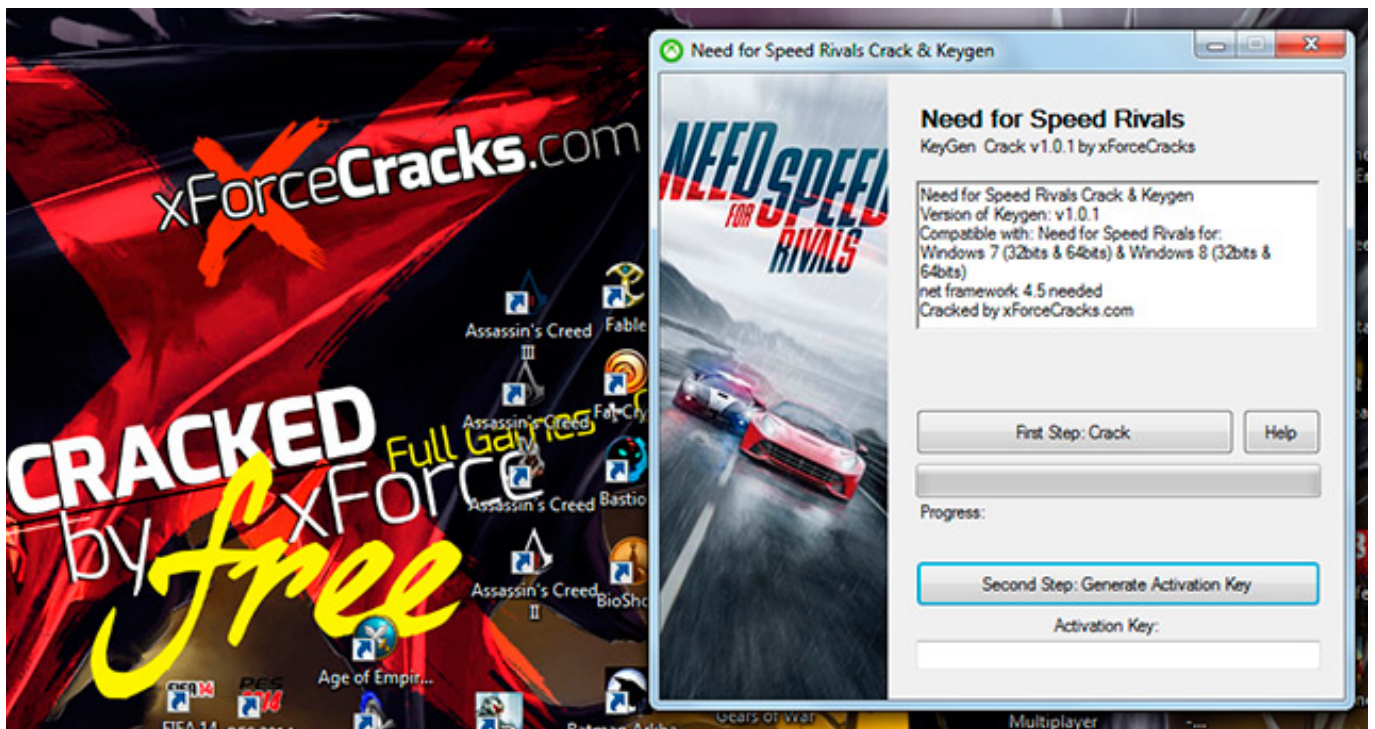 xForceCracks.com
CRACKED
by xForce
free
Full Games
Assassin's Creed
III
Fable
Assassin's Creed
IV
Far Cry
Assassin's Creed
Bastio
Assassin's Creed
II
BioSho
Age of Empir...
FIFA 14
PES
2014
FIFA 14
Gears of War
Multiplayer
-...
Need for Speed Rivals Crack & Keygen
NEED
FOR SPEED
RIVALS
Need for Speed Rivals
KeyGen Crack v1.0.1 by xForceCracks
Need for Speed Rivals Crack & Keygen
Version of Keygen: v1.0.1
Compatible with: Need for Speed Rivals for:
Windows 7 (32bits & 64bits) & Windows 8 (32bits &
64bits)
net framework 4.5 needed
Cracked by xForceCracks.com
First Step: Crack
Help
Progress:
Second Step: Generate Activation Key
Activation Key: